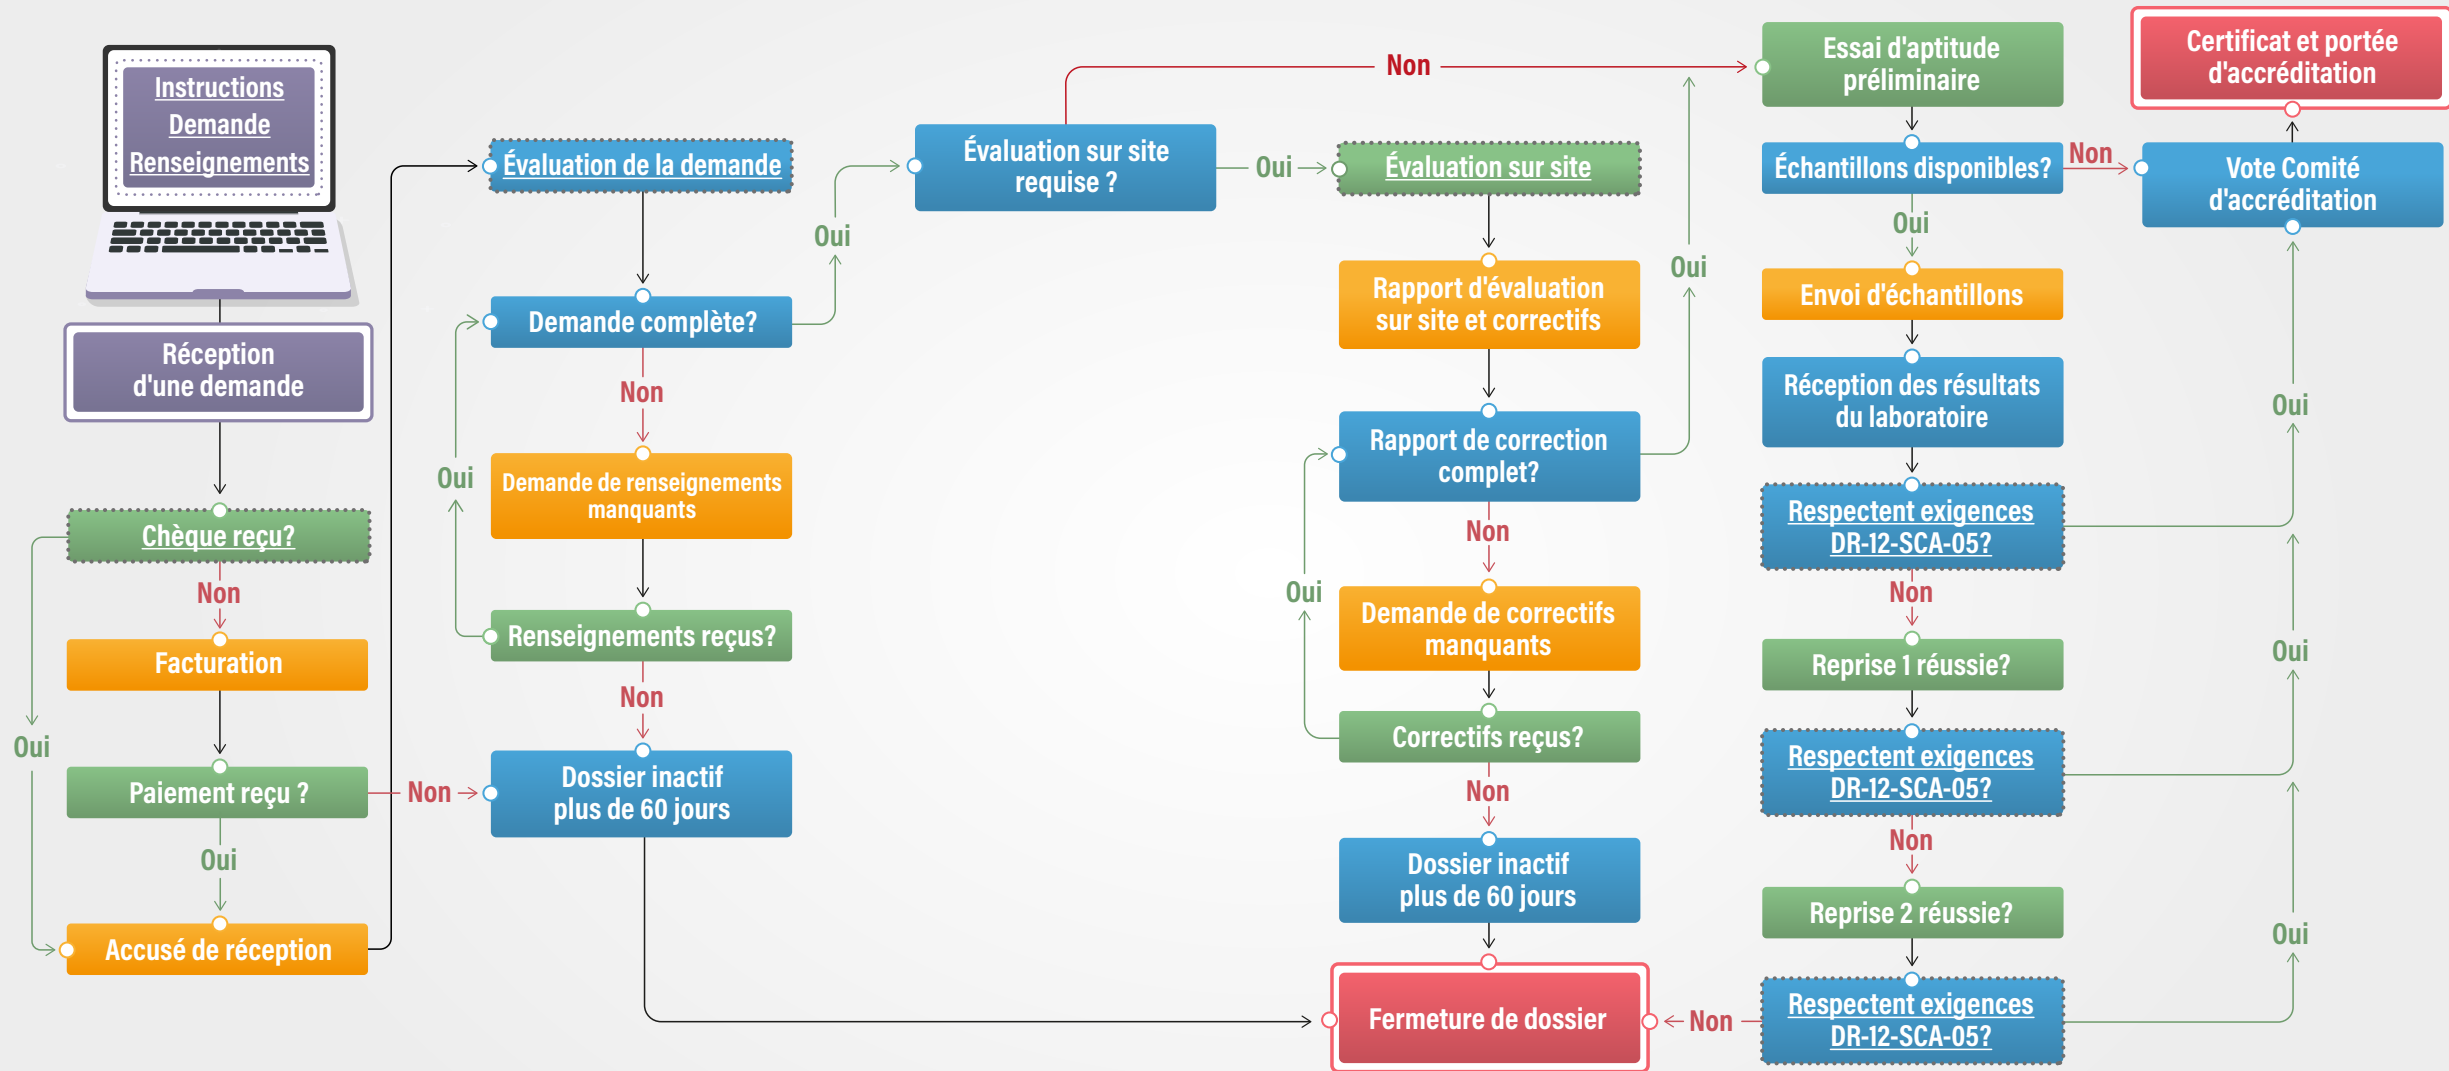 Instructions
Demande
Renseignements
Réception
d'une demande
Chèque reçu?
Non
Facturation
Oui
Paiement reçu ?
Non
Oui
Accusé de réception
Évaluation de la demande
Demande complète?
Oui
Non
Demande de renseignements
manquants
Oui
Renseignements reçus?
Non
Dossier inactif
plus de 60 jours
Évaluation sur site
requise ?
Non
Oui
Évaluation sur site
Rapport d'évaluation
sur site et correctifs
Rapport de correction
complet?
Oui
Non
Demande de correctifs
manquants
Oui
Correctifs reçus?
Non
Dossier inactif
plus de 60 jours
Fermeture de dossier
Essai d'aptitude
préliminaire
Échantillons disponibles?
Non
Oui
Envoi d'échantillons
Réception des résultats
du laboratoire
Respectent exigences
DR-12-SCA-05?
Oui
Non
Reprise 1 réussie?
Respectent exigences
DR-12-SCA-05?
Oui
Non
Reprise 2 réussie?
Respectent exigences
DR-12-SCA-05?
Oui
Non
Vote Comité
d'accréditation
Certificat et portée
d'accréditation